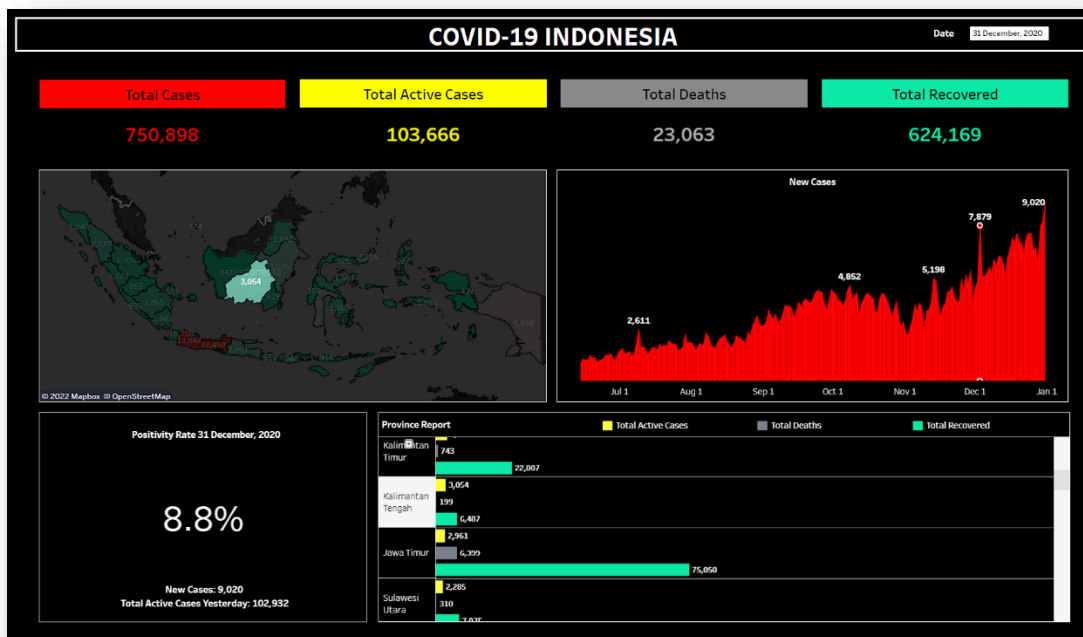 COVID-19 INDONESIA
Date
31 December, 2020
Total Cases
Total Active Cases
Total Deaths
Total Recovered
750,898
103,666
23,063
624,169
3,054
© 2022 Mapbox © OpenStreetMap
New Cases
2,611
4,852
5,198
7,879
9,020
Jul 1
Aug 1
Sep 1
Oct 1
Nov 1
Dec 1
Jan 1
Positivity Rate 31 December, 2020
8.8%
New Cases: 9,020
Total Active Cases Yesterday: 102,932
Province Report
Total Active Cases
Total Deaths
Total Recovered
Kalimantan
Timur
743
22,007
Kalimantan
Tengah
3,054
199
6,487
Jawa Timur
2,961
6,399
75,050
Sulawesi
Utara
2,285
310